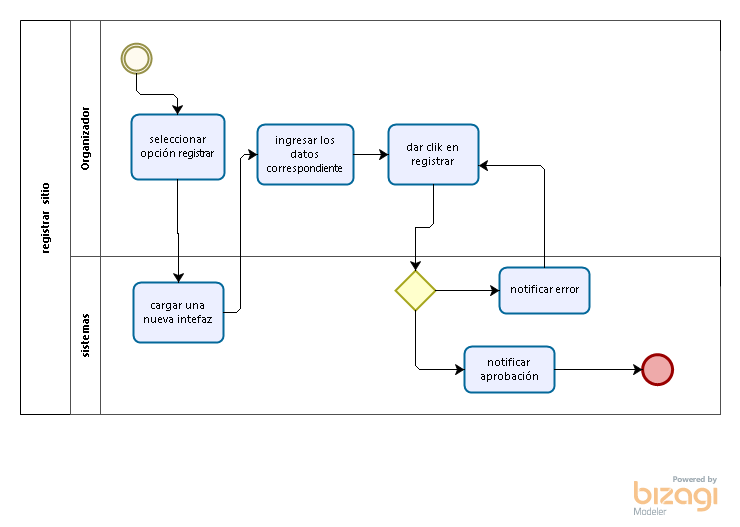 registrar sitio
Organizador
seleccionar
opción registrar
ingresar los
datos
correspondiente
dar clik en
registrar
sistemas
cargar una
nueva intefaz
notificar error
notificar
aprobación
Powered by
bizagi
Modeler